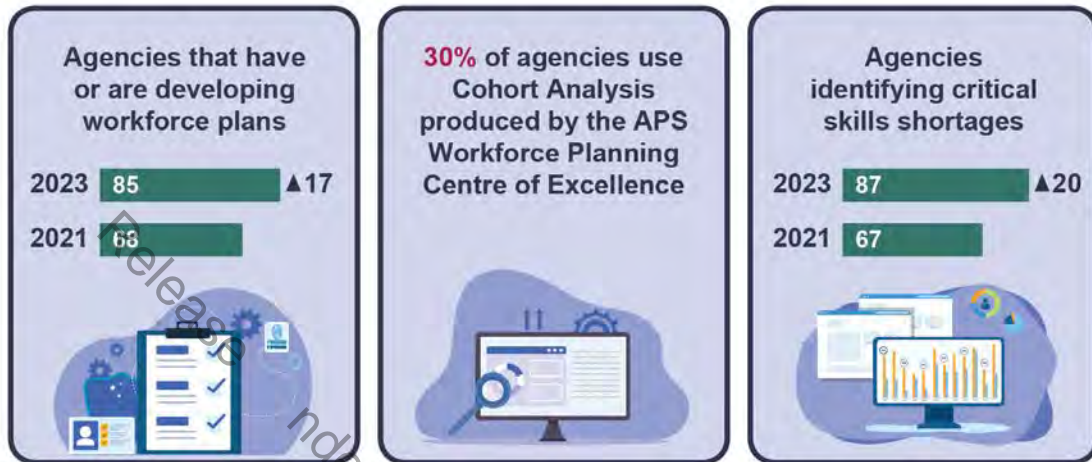 Agencies that have
or are developing
workforce plans
2023 85 ▲17
2021 68
30% of agencies use
Cohort Analysis
produced by the APS
Workforce Planning
Centre of Excellence
Agencies
identifying critical
skills shortages
2023 87 ▲20
2021 67
Release